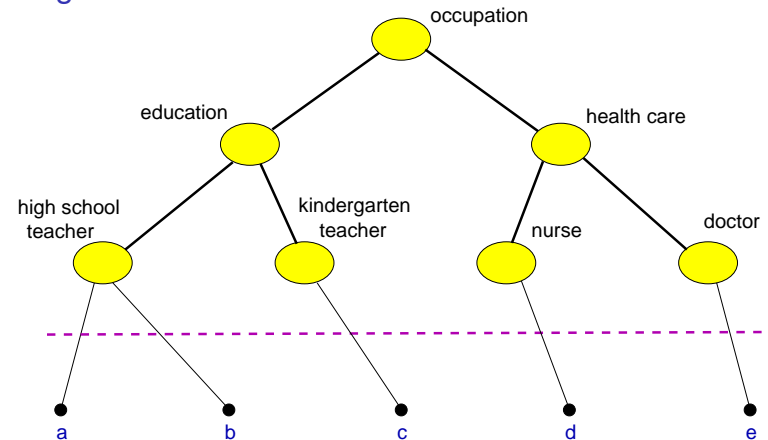 occupation
education
health care
high school
teacher
kindergarten
teacher
nurse
doctor
a
b
c
d
e